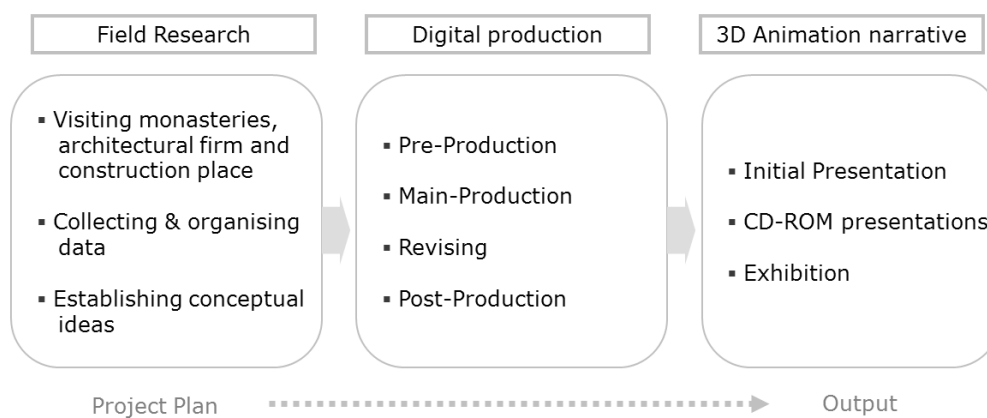 Field Research
Digital production
3D Animation narrative
▪ Visiting monasteries,
architectural firm and
construction place
▪ Collecting & organising
data
▪ Establishing conceptual
ideas
▪ Pre-Production
▪ Main-Production
▪ Revising
▪ Post-Production
▪ Initial Presentation
▪ CD-ROM presentations
▪ Exhibition
Project Plan
Output